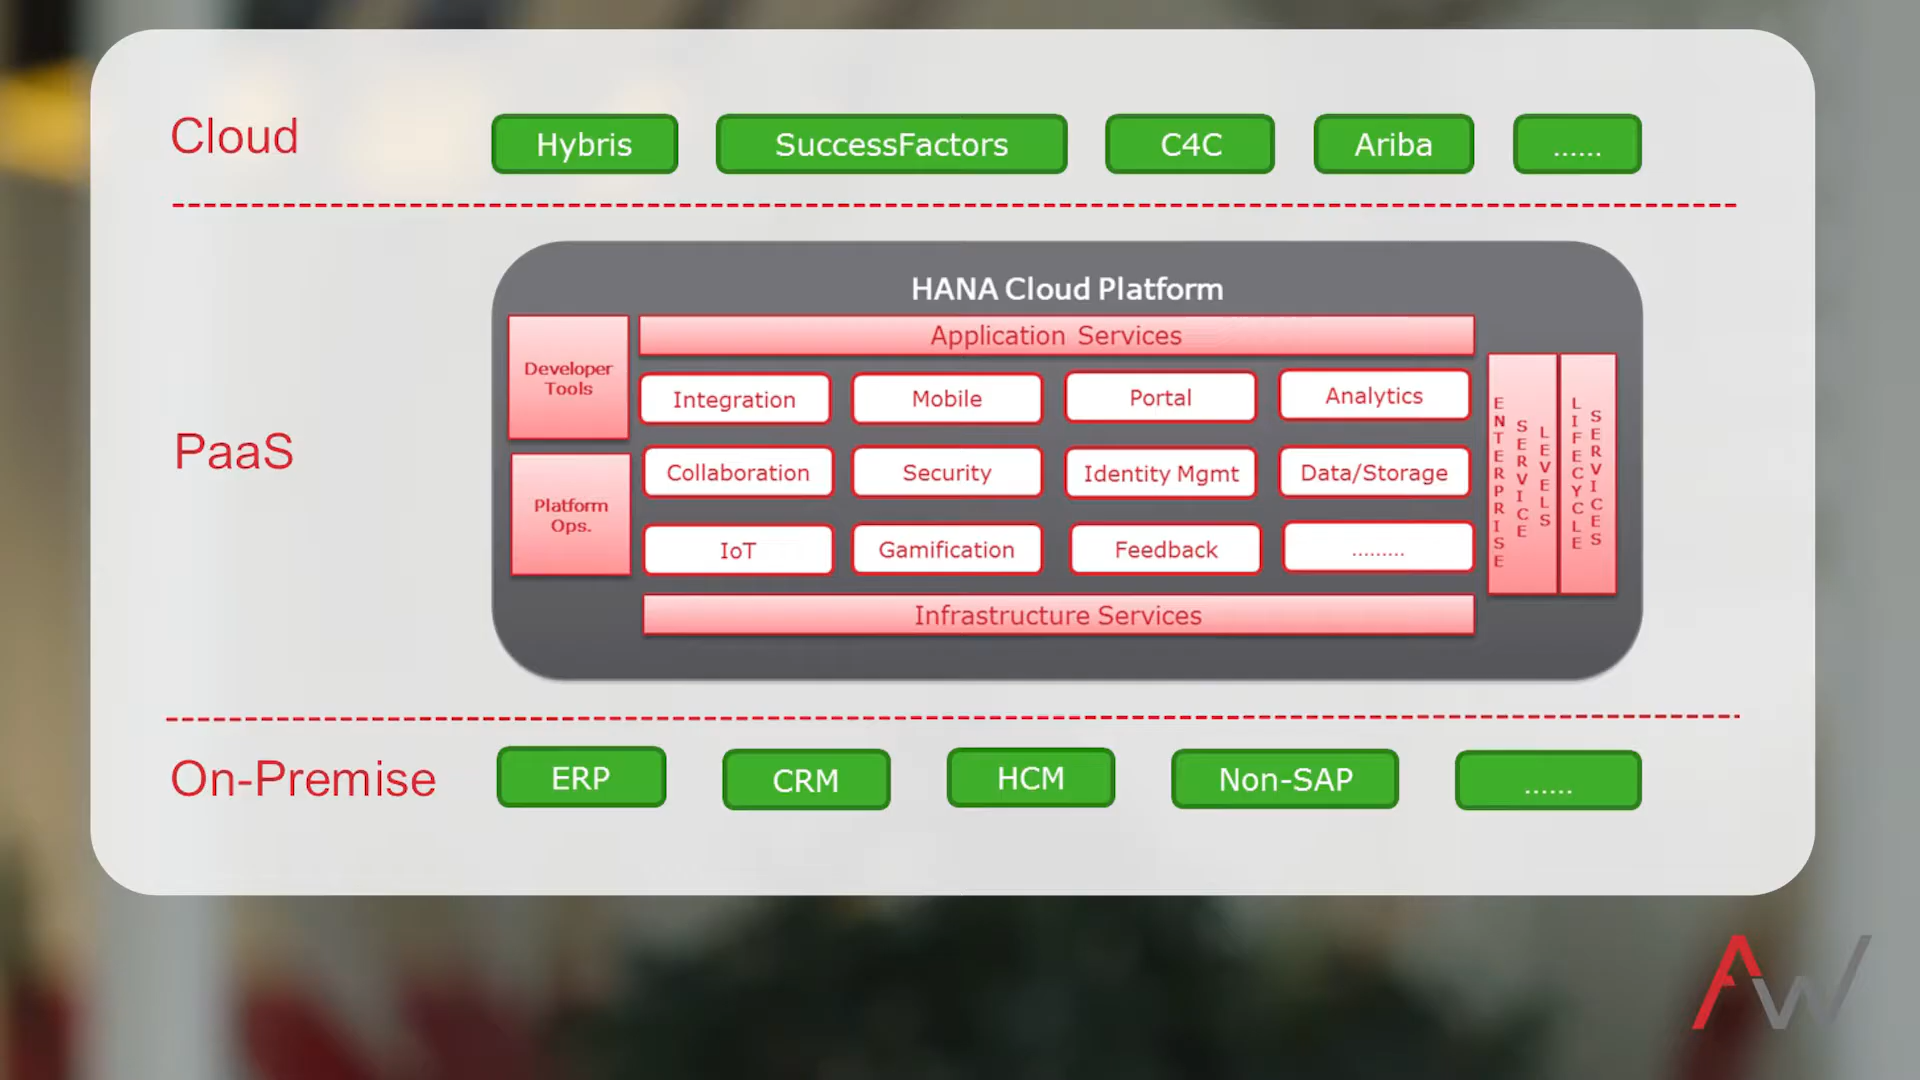 Cloud
Hybris
SuccessFactors
C4C
Ariba
......
HANA Cloud Platform
Developer
Tools
Application Services
Integration
Mobile
Portal
Analytics
PaaS
Platform
Ops.
Collaboration
Security
Identity Mgmt
Data/Storage
IoT
Gamification
Feedback
.........
ENTERPRISE
SERVICE
LEVELS
LIFECYCLE
SERVICES
Infrastructure Services
On-Premise
ERP
CRM
HCM
Non-SAP
......
AW